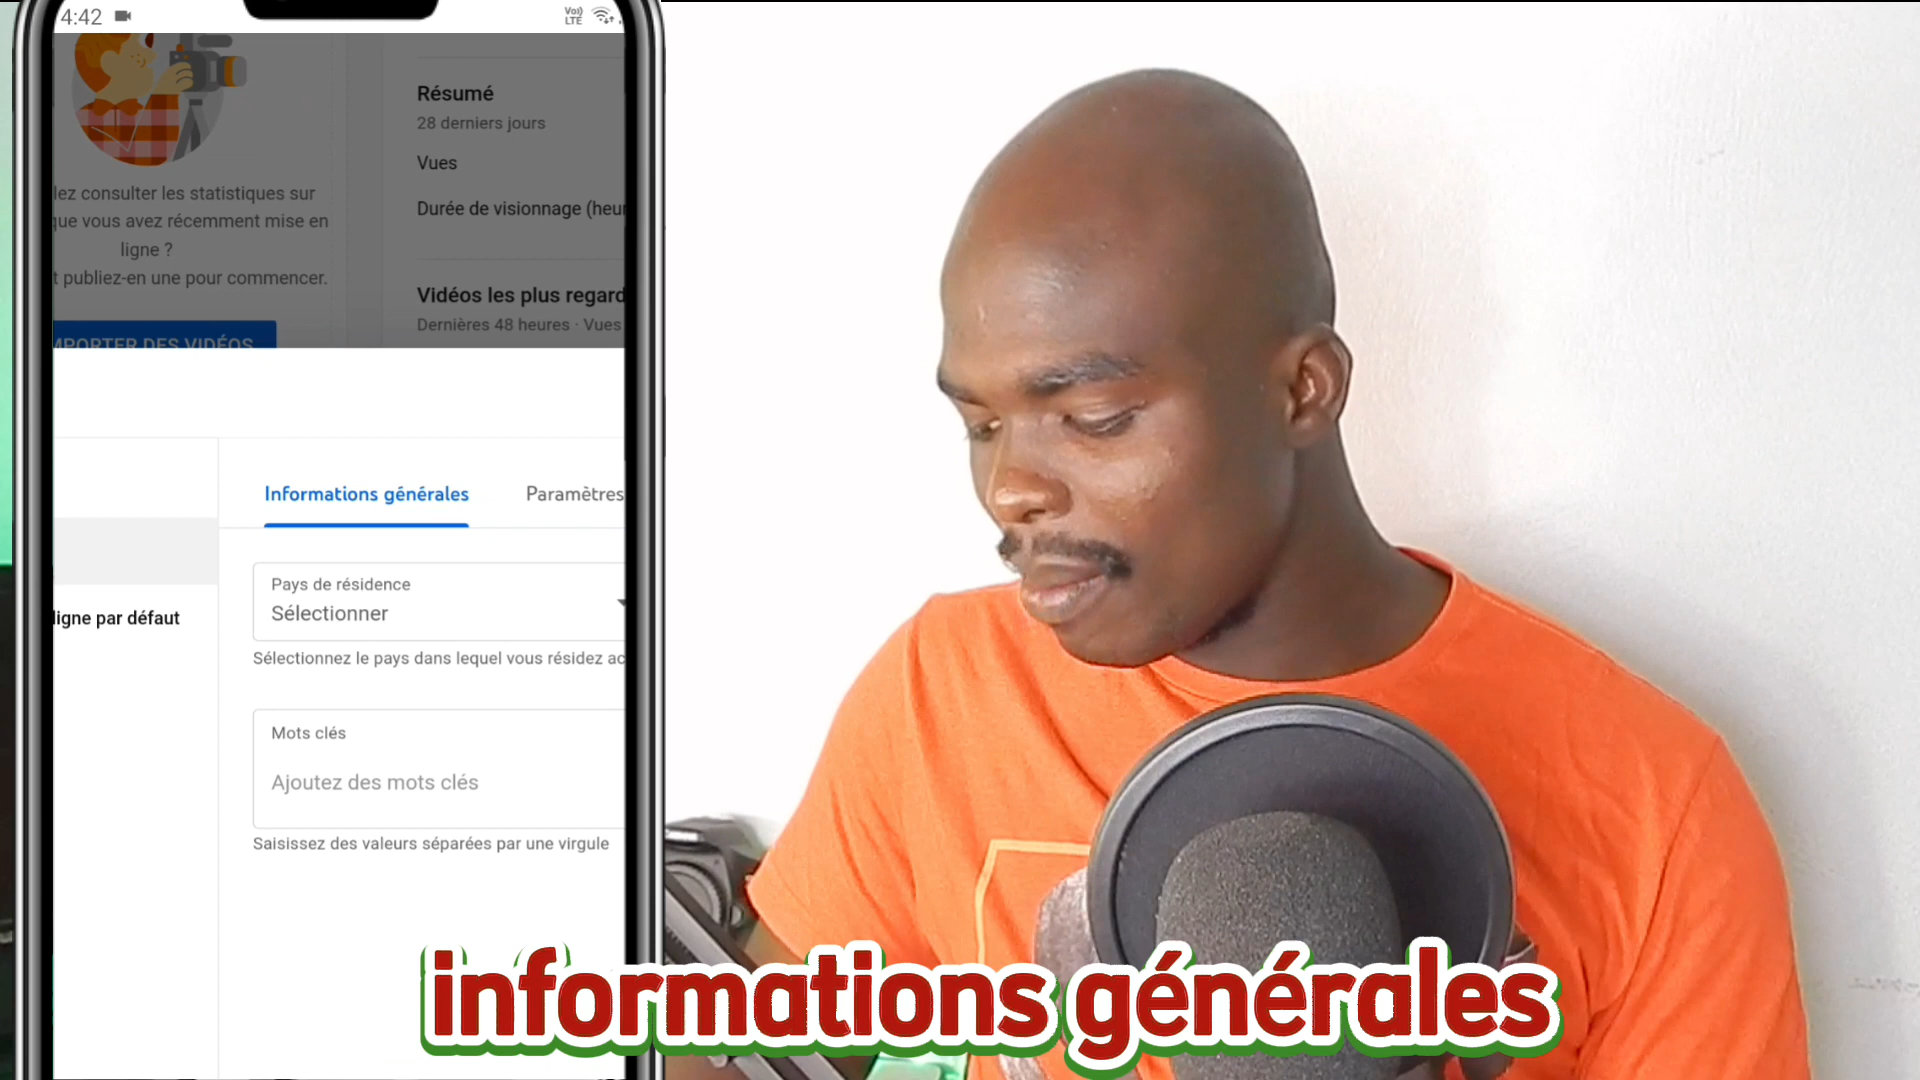 4:42
Vo))
LTE
Résumé
28 derniers jours
Vues
Durée de visionnage (heu
lez consulter les statistiques sur
que vous avez récemment mise en
ligne ?
t publiez-en une pour commencer.
Vidéos les plus regard
Dernières 48 heures · Vues
MPORTER DES VIDÉOS
Informations générales
Paramètres
Pays de résidence
Sélectionner
Sélectionnez le pays dans lequel vous résidez ac
ligne par défaut
Mots clés
Ajoutez des mots clés
Saisissez des valeurs séparées par une virgule
informations générales